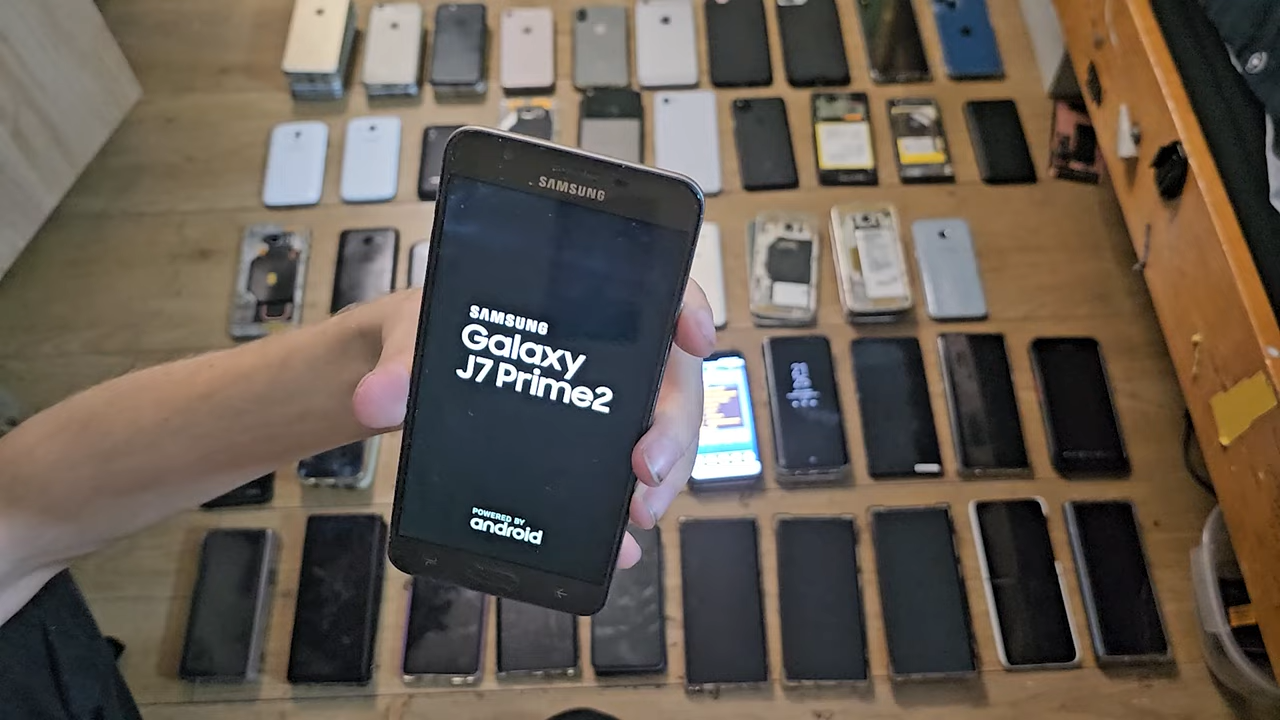 SAMSUNG
SAMSUNG
Galaxy
J7 Prime2
POWERED BY
android